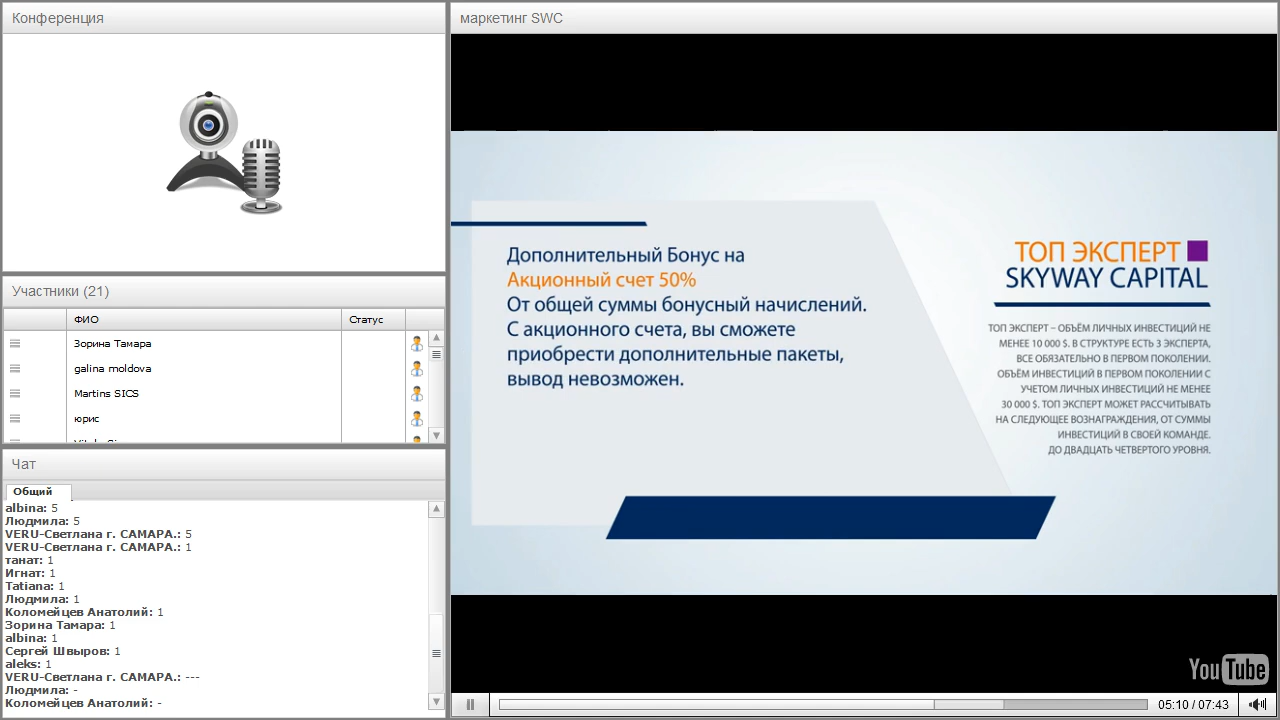 Конференция
Участники (21)
ФИО
Статус
Зорина Тамара
galina moldova
Martins SICS
юрис
Чат
Общий
albina: 5
Людмила: 5
VERU-Светлана г. САМАРА.: 5
VERU-Светлана г. САМАРА.: 1
танат: 1
Игнат: 1
Tatiana: 1
Людмила: 1
Коломейцев Анатолий: 1
Зорина Тамара: 1
albina: 1
Сергей Швыров: 1
aleks: 1
VERU-Светлана г. САМАРА.: ---
Людмила: -
Коломейцев Анатолий: -
маркетинг SWC
Дополнительный Бонус на
Акционный счет 50%
От общей суммы бонусный начислений.
С акционного счета, вы сможете
приобрести дополнительные пакеты,
вывод невозможен.
ТОП ЭКСПЕРТ
SKYWAY CAPITAL
ТОП ЭКСПЕРТ – ОБЪЁМ ЛИЧНЫХ ИНВЕСТИЦИЙ НЕ
МЕНЕЕ 10 000 $. В СТРУКТУРЕ ЕСТЬ 3 ЭКСПЕРТА,
ВСЕ ОБЯЗАТЕЛЬНО В ПЕРВОМ ПОКОЛЕНИИ.
ОБЪЁМ ИНВЕСТИЦИЙ В ПЕРВОМ ПОКОЛЕНИИ С
УЧЕТОМ ЛИЧНЫХ ИНВЕСТИЦИЙ НЕ МЕНЕЕ
30 000 $. ТОП ЭКСПЕРТ МОЖЕТ РАССЧИТЫВАТЬ
НА СЛЕДУЮЩЕЕ ВОЗНАГРАЖДЕНИЯ, ОТ СУММЫ
ИНВЕСТИЦИЙ В СВОЕЙ КОМАНДЕ.
ДО ДВАДЦАТЬ ЧЕТВЕРТОГО УРОВНЯ.
YouTube
05:10 / 07:43